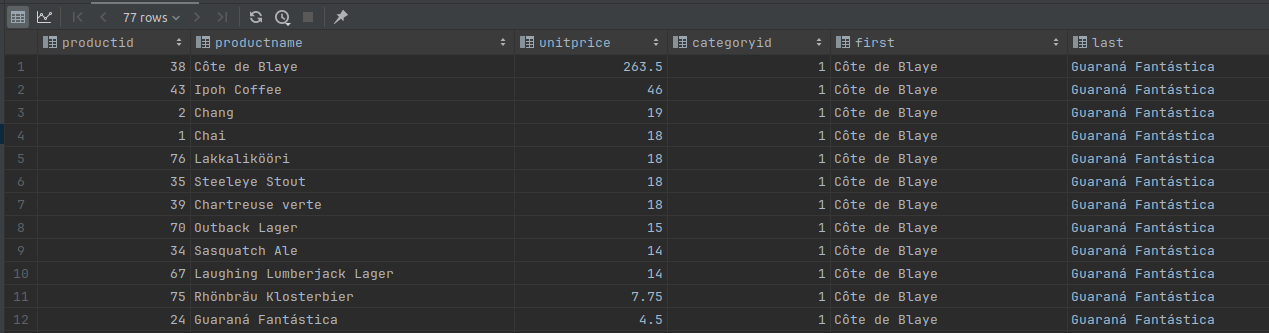 77 rows
productid productname unitprice categoryid first last
1 38 Côte de Blaye 263.5 1 Côte de Blaye Guaraná Fantástica
2 43 Ipoh Coffee 46 1 Côte de Blaye Guaraná Fantástica
3 2 Chang 19 1 Côte de Blaye Guaraná Fantástica
4 1 Chai 18 1 Côte de Blaye Guaraná Fantástica
5 76 Lakkalikööri 18 1 Côte de Blaye Guaraná Fantástica
6 35 Steeleye Stout 18 1 Côte de Blaye Guaraná Fantástica
7 39 Chartreuse verte 18 1 Côte de Blaye Guaraná Fantástica
8 70 Outback Lager 15 1 Côte de Blaye Guaraná Fantástica
9 34 Sasquatch Ale 14 1 Côte de Blaye Guaraná Fantástica
10 67 Laughing Lumberjack Lager 14 1 Côte de Blaye Guaraná Fantástica
11 75 Rhönbräu Klosterbier 7.75 1 Côte de Blaye Guaraná Fantástica
12 24 Guaraná Fantástica 4.5 1 Côte de Blaye Guaraná Fantástica